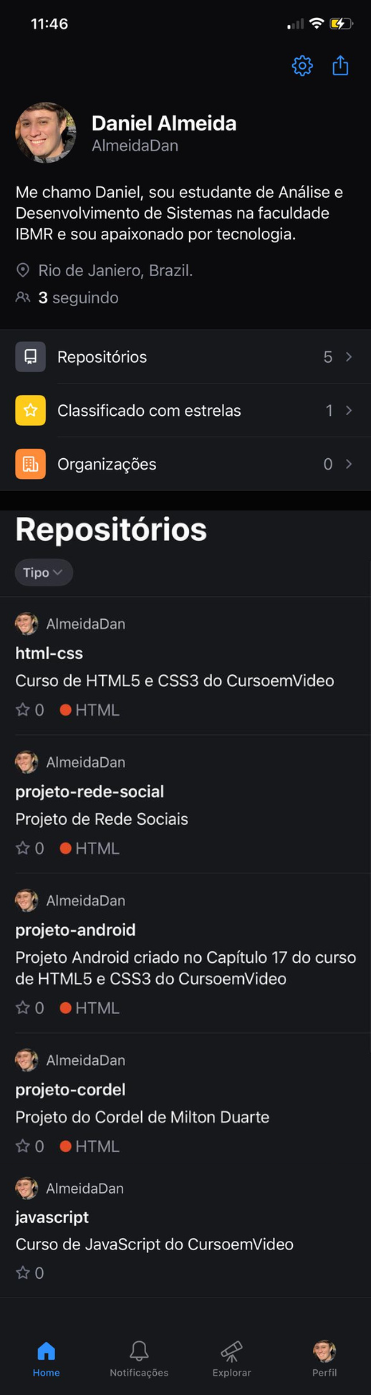 11:46
Daniel Almeida
AlmeidaDan
Me chamo Daniel, sou estudante de Análise e
Desenvolvimento de Sistemas na faculdade
IBMR e sou apaixonado por tecnologia.
Rio de Janiero, Brazil.
3 seguindo
Repositórios 5
Classificado com estrelas 1
Organizações 0
Repositórios
Tipo
AlmeidaDan
html-css
Curso de HTML5 e CSS3 do CursoemVideo
0 HTML
AlmeidaDan
projeto-rede-social
Projeto de Rede Sociais
0 HTML
AlmeidaDan
projeto-android
Projeto Android criado no Capítulo 17 do curso
de HTML5 e CSS3 do CursoemVideo
0 HTML
AlmeidaDan
projeto-cordel
Projeto do Cordel de Milton Duarte
0 HTML
AlmeidaDan
javascript
Curso de JavaScript do CursoemVideo
0
Home Notificações Explorar Perfil